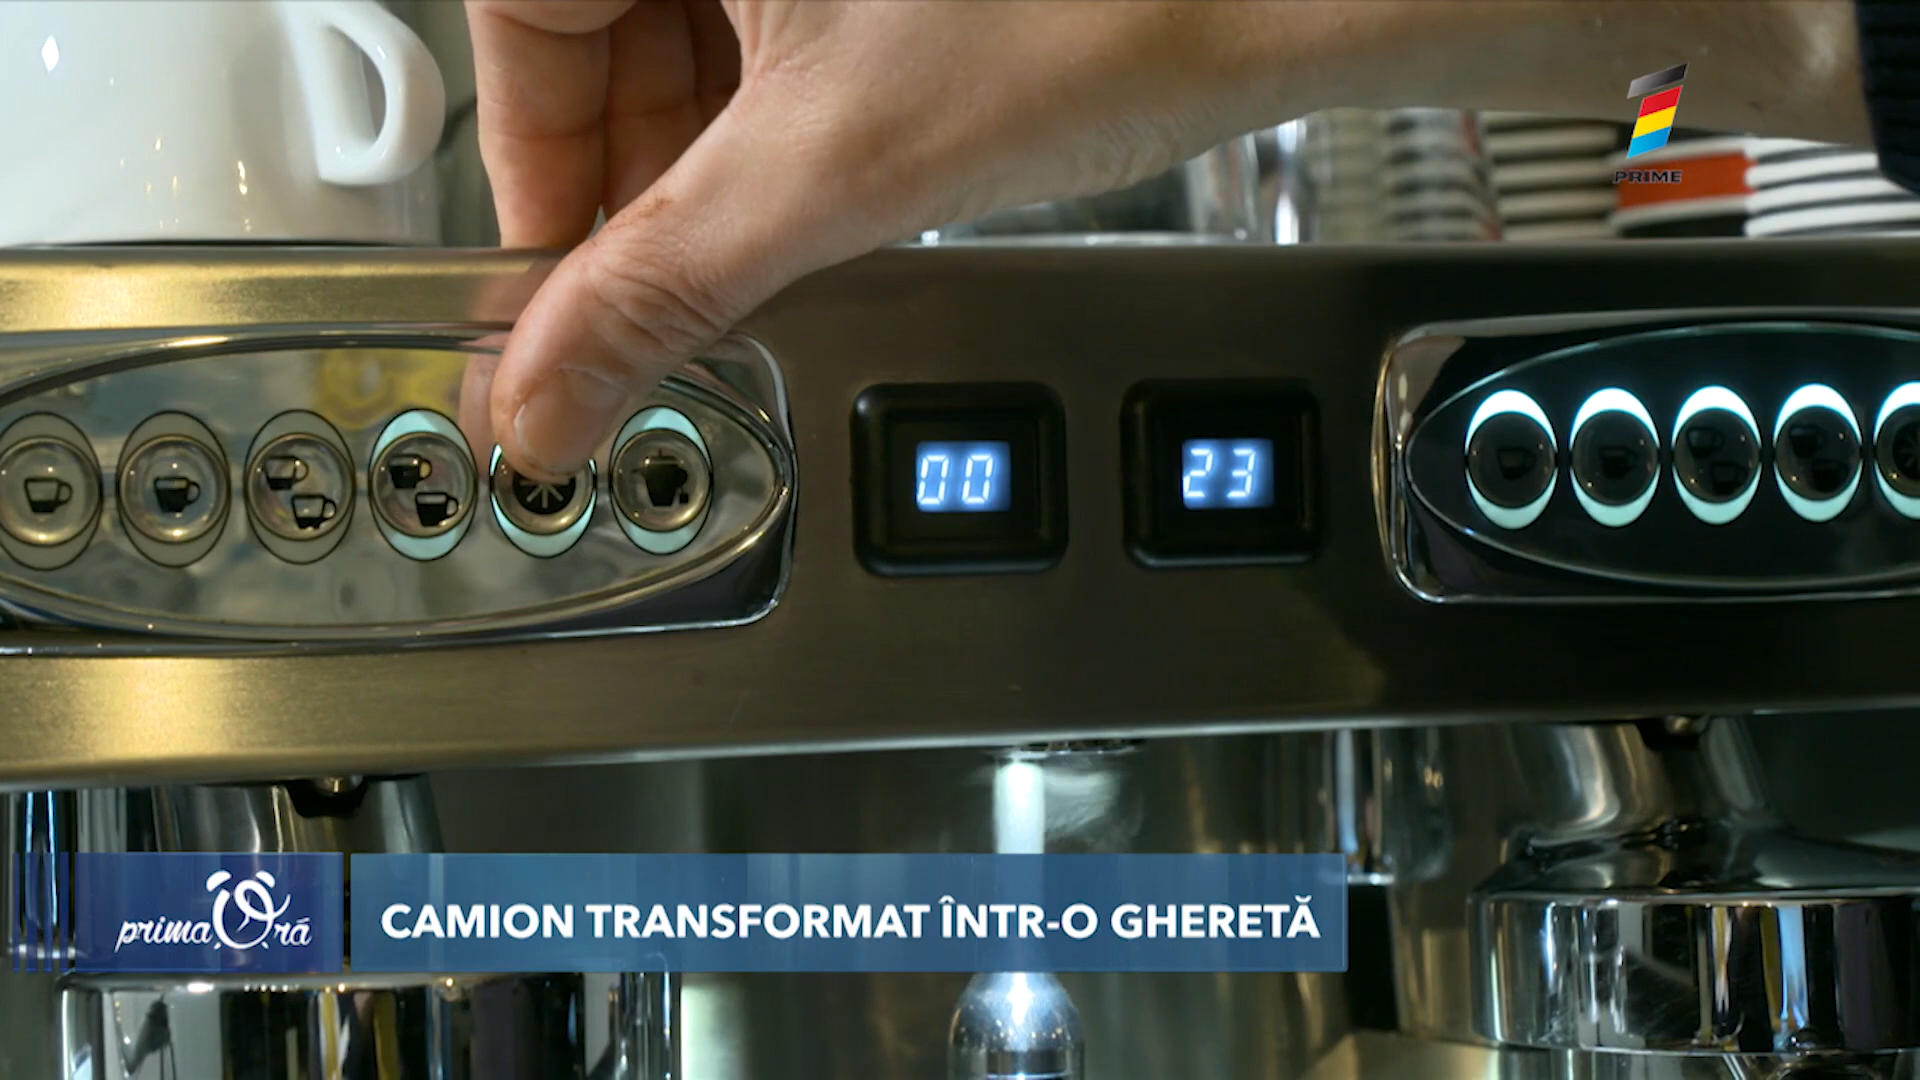 PRIME
00
23
prima Oră
CAMION TRANSFORMAT ÎNTR-O GHERETĂ